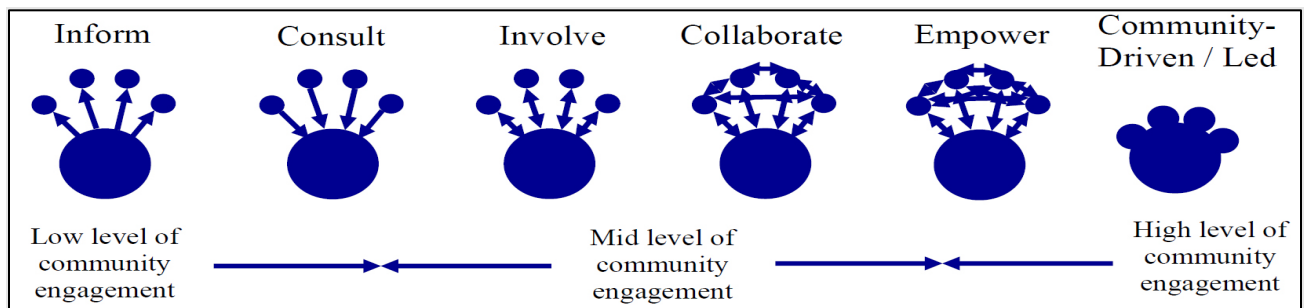 Inform
Consult
Involve
Collaborate
Empower
Community-
Driven / Led
Low level of
community
engagement
Mid level of
community
engagement
High level of
community
engagement